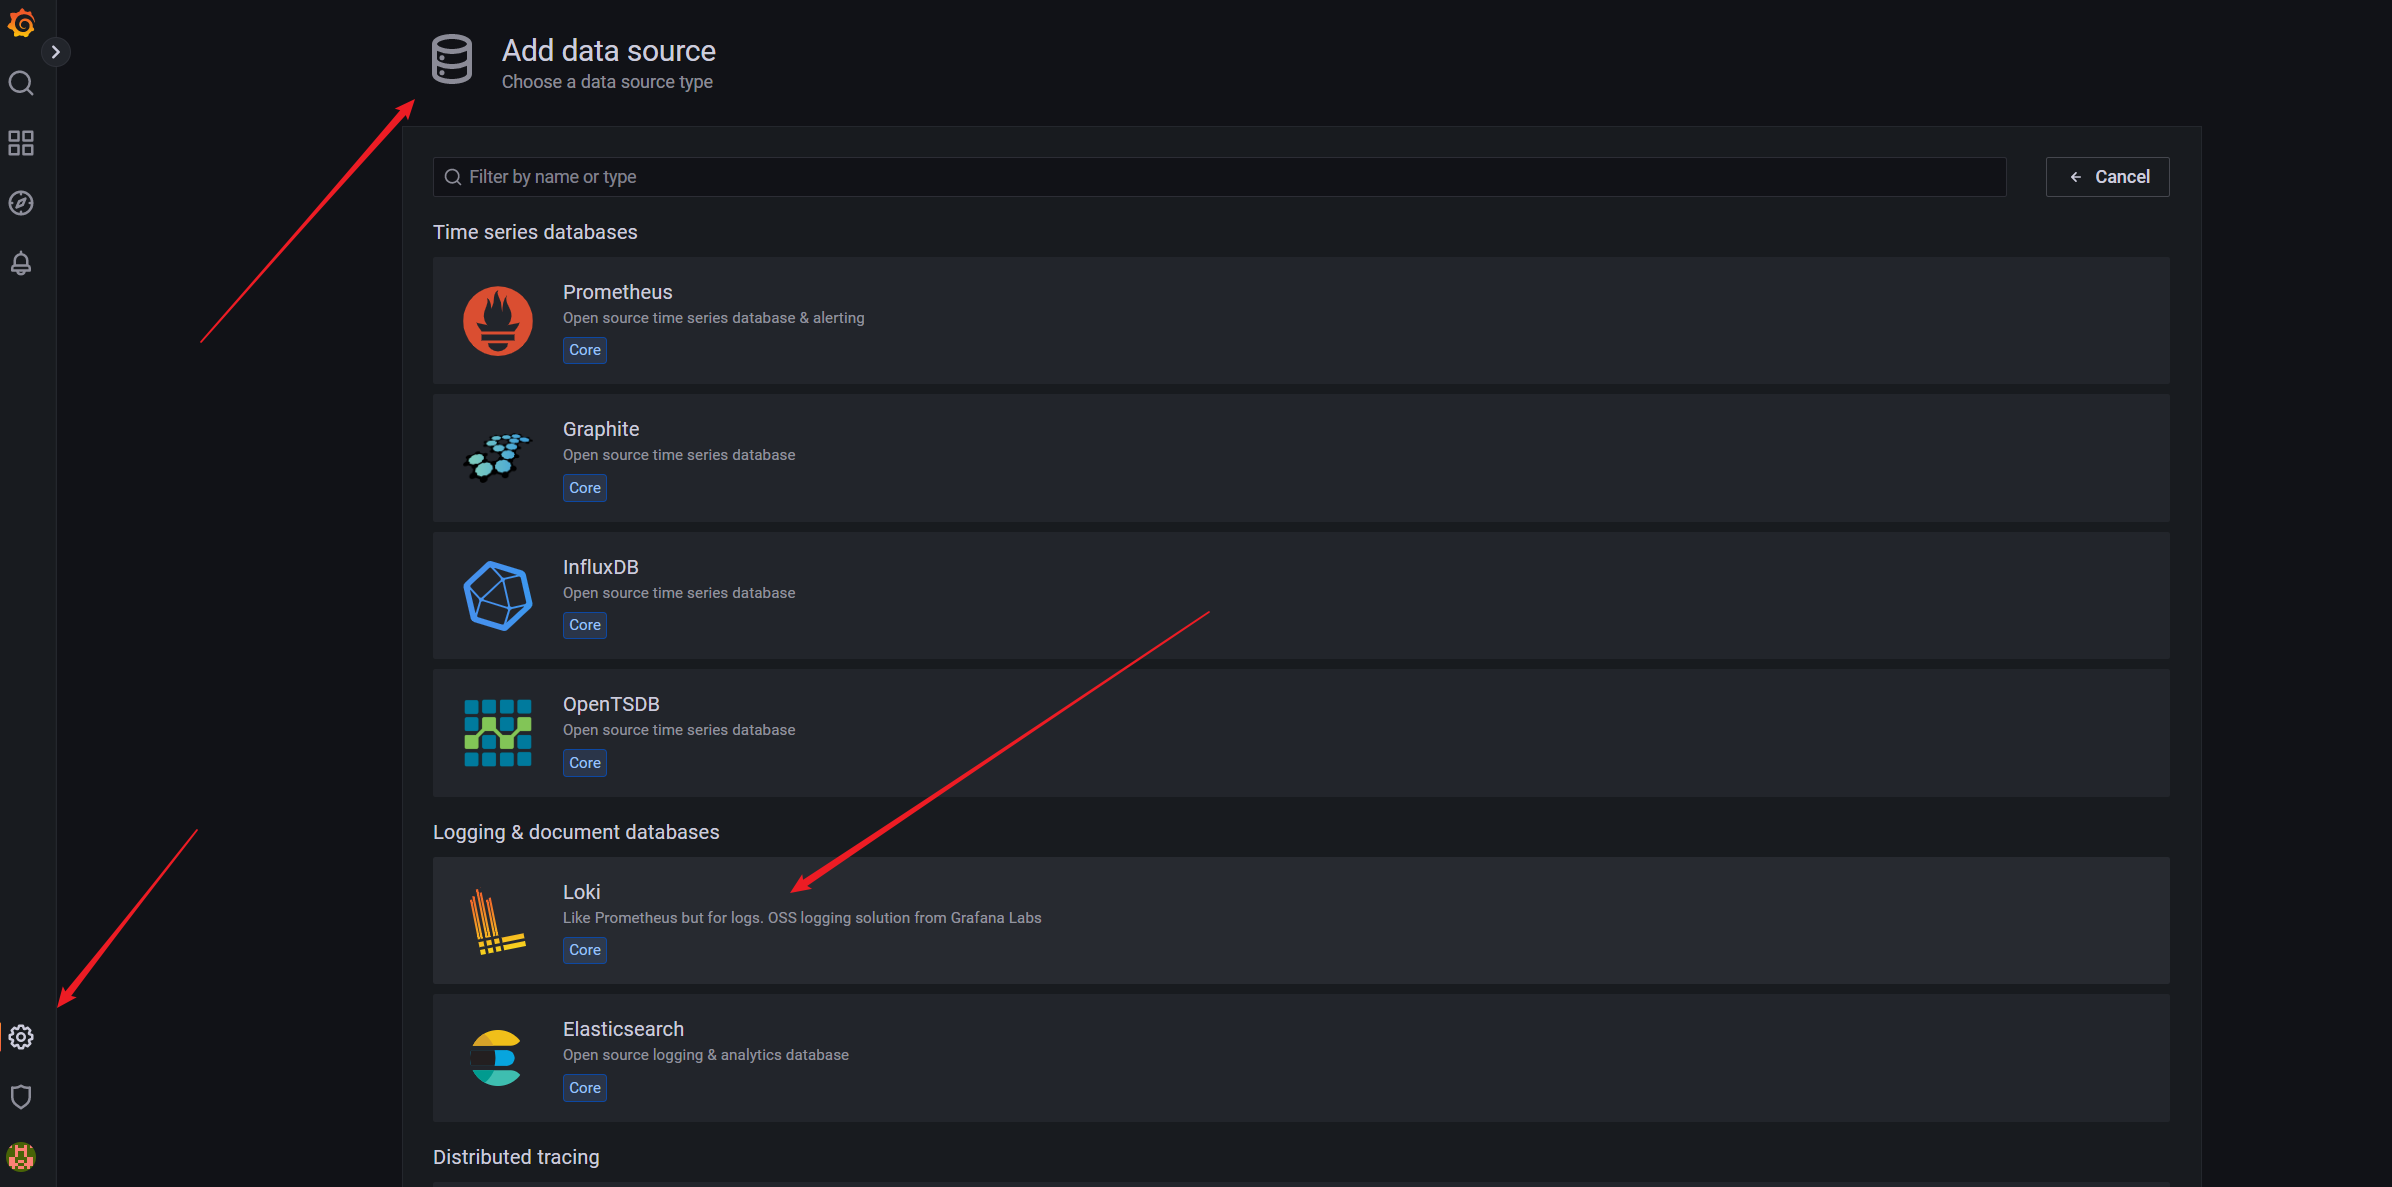 Add data source
Choose a data source type
Filter by name or type
Cancel
Time series databases
Prometheus
Open source time series database & alerting
Core
Graphite
Open source time series database
Core
InfluxDB
Open source time series database
Core
OpenTSDB
Open source time series database
Core
Logging & document databases
Loki
Like Prometheus but for logs. OSS logging solution from Grafana Labs
Core
Elasticsearch
Open source logging & analytics database
Core
Distributed tracing